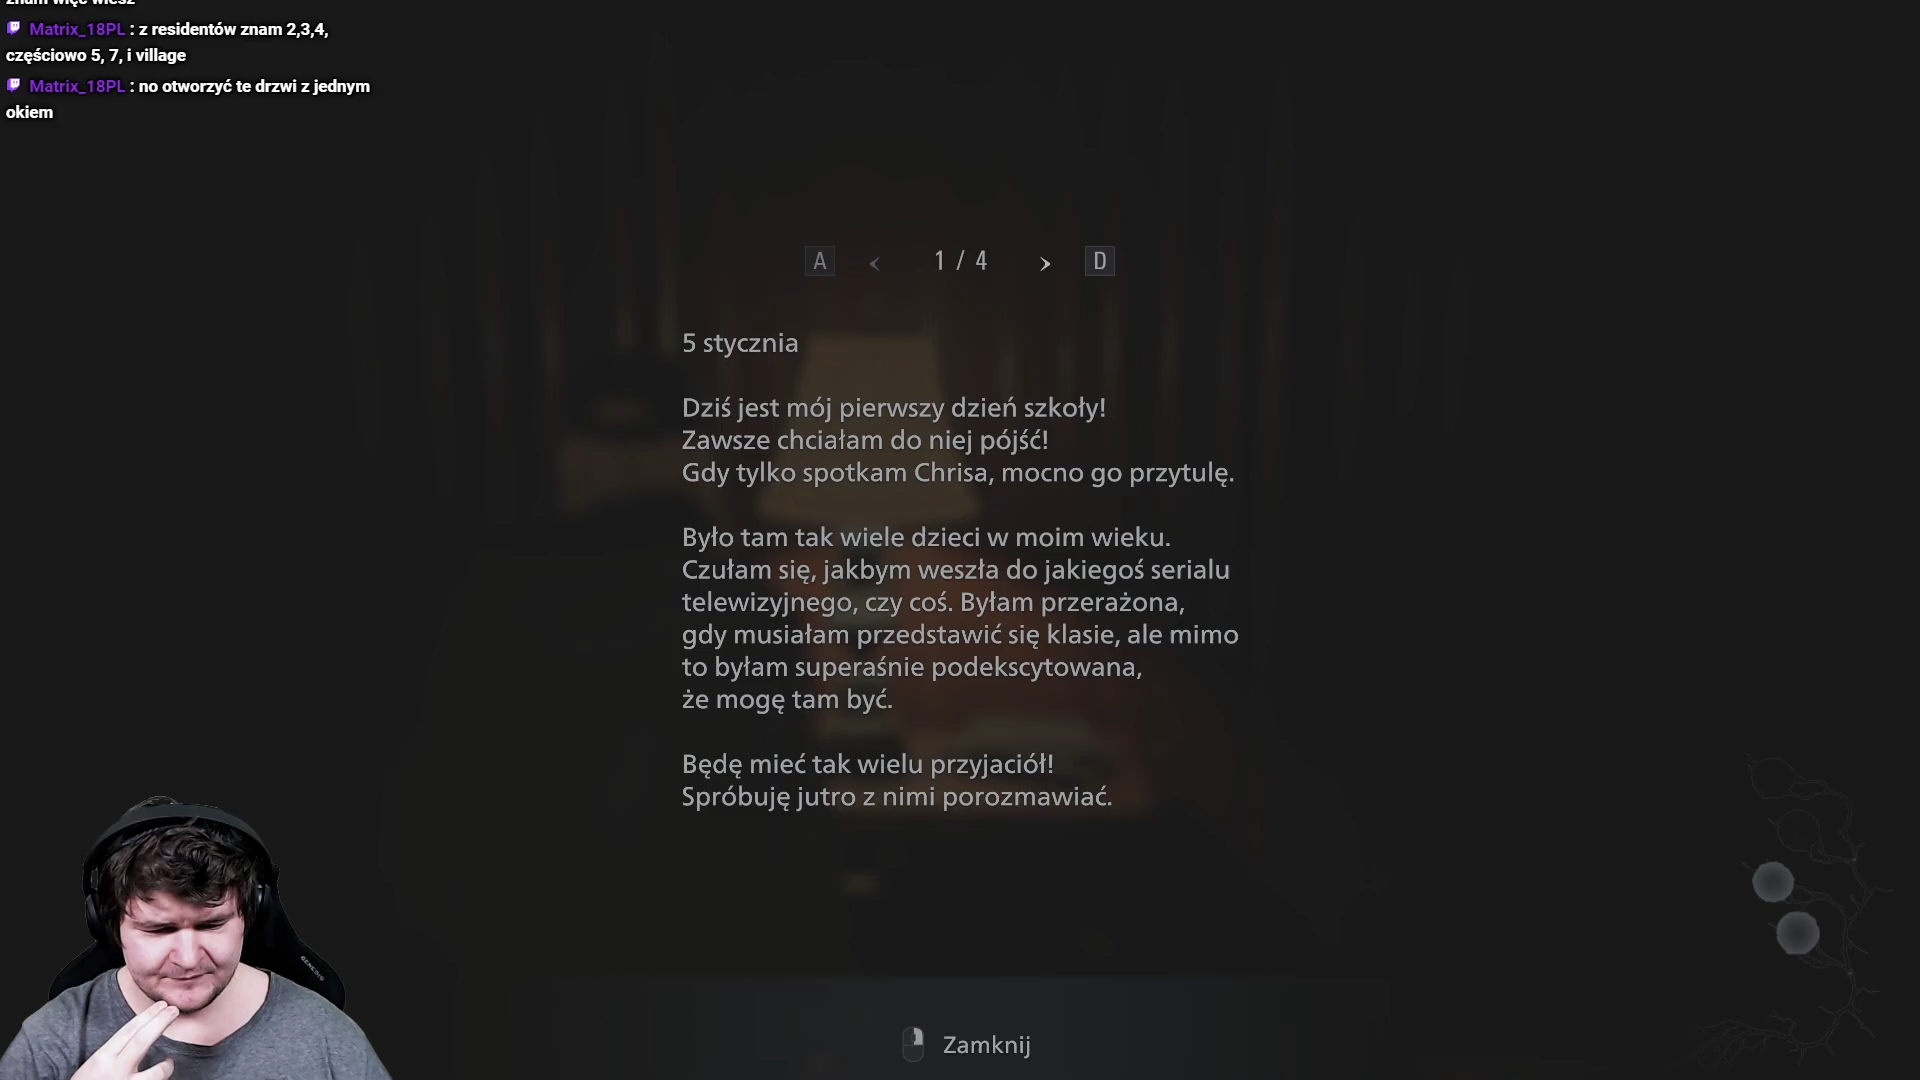 znam więc wiesz
Matrix_18PL : z residentów znam 2,3,4,
częściowo 5, 7, i village
Matrix_18PL : no otworzyć te drzwi z jednym
okiem
A < 1 / 4 > D
5 stycznia
Dziś jest mój pierwszy dzień szkoły!
Zawsze chciałam do niej pójść!
Gdy tylko spotkam Chrisa, mocno go przytulę.
Było tam tak wiele dzieci w moim wieku.
Czułam się, jakbym weszła do jakiegoś serialu
telewizyjnego, czy coś. Byłam przerażona,
gdy musiałam przedstawić się klasie, ale mimo
to byłam superaśnie podekscytowana,
że mogę tam być.
Będę mieć tak wielu przyjaciół!
Spróbuję jutro z nimi porozmawiać.
GENESIS
Zamknij